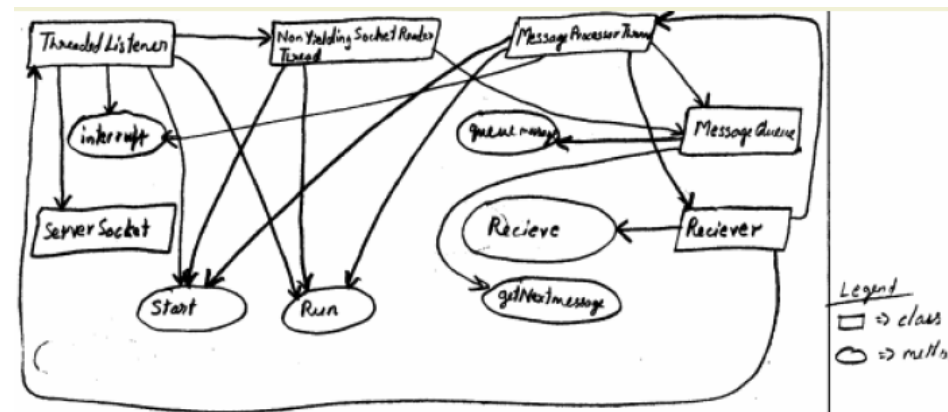 Threaded Listener
Non Yielding Socket Reader
Thread
Message Processor
interrupt
queue message
Message Queue
Server Socket
Recieve
Reciever
Start
Run
getNextmessage
Legend
=> class
=>